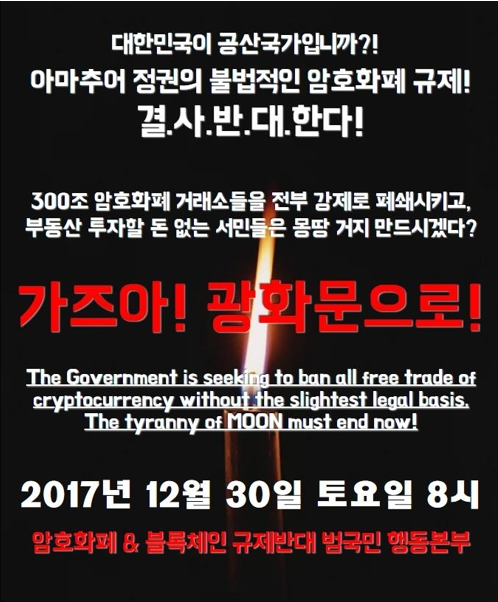 대한민국이 공산국가입니까?!
아마추어 정권의 불법적인 암호화폐 규제!
결.사.반.대.한다!
300조 암호화폐 거래소들을 전부 강제로 폐쇄시키고,
부동산 투자할 돈 없는 서민들은 몽땅 거지 만드시겠다?
가즈아! 광화문으로!
The Government is seeking to ban all free trade of
cryptocurrency without the slightest legal basis.
The tyranny of MOON must end now!
2017년 12월 30일 토요일 8시
암호화폐 & 블록체인 규제반대 범국민 행동본부